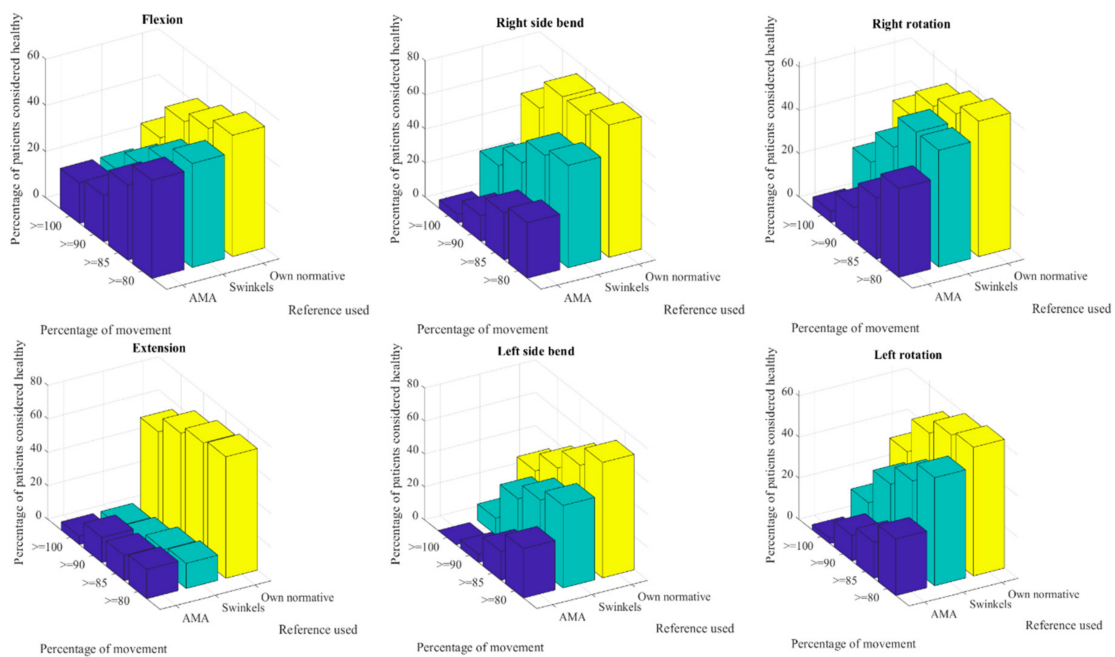 Flexion
Percentage of patients considered healthy
60
40
20
0
>=100
>=90
>=85
>=80
AMA
Swinkels
Own normative
Reference used
Percentage of movement
Right side bend
Percentage of patients considered healthy
80
60
40
20
0
>=100
>=90
>=85
>=80
AMA
Swinkels
Own normative
Reference used
Percentage of movement
Right rotation
Percentage of patients considered healthy
60
40
20
0
>=100
>=90
>=85
>=80
AMA
Swinkels
Own normative
Reference used
Percentage of movement
Extension
Percentage of patients considered healthy
80
60
40
20
0
>=100
>=90
>=85
>=80
AMA
Swinkels
Own normative
Reference used
Percentage of movement
Left side bend
Percentage of patients considered healthy
80
60
40
20
0
>=100
>=90
>=85
>=80
AMA
Swinkels
Own normative
Reference used
Percentage of movement
Left rotation
Percentage of patients considered healthy
60
40
20
0
>=100
>=90
>=85
>=80
AMA
Swinkels
Own normative
Reference used
Percentage of movement